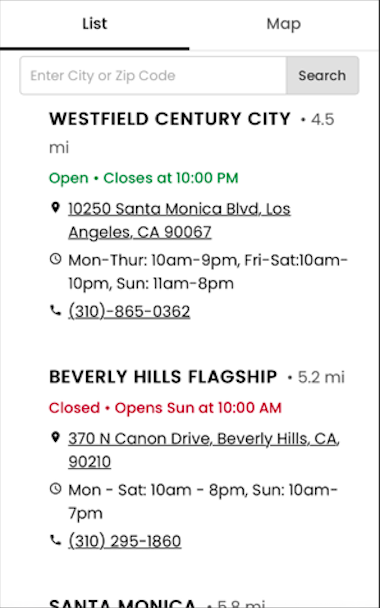 List
Map
Enter City or Zip Code
Search
WESTFIELD CENTURY CITY • 4.5
mi
Open • Closes at 10:00 PM
10250 Santa Monica Blvd, Los
Angeles, CA 90067
Mon-Thur: 10am-9pm, Fri-Sat:10am-
10pm, Sun: 11am-8pm
(310)-865-0362
BEVERLY HILLS FLAGSHIP • 5.2 mi
Closed • Opens Sun at 10:00 AM
370 N Canon Drive, Beverly Hills, CA,
90210
Mon - Sat: 10am - 8pm, Sun: 10am-
7pm
(310) 295-1860
SANTA MONICA • 5.8 mi